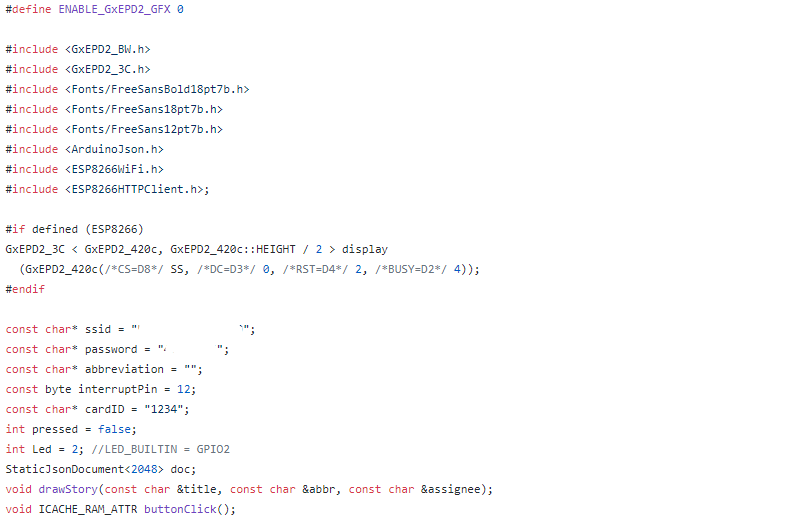 #define ENABLE_GxEPD2_GFX 0
#include <GxEPD2_BW.h>
#include <GxEPD2_3C.h>
#include <Fonts/FreeSansBold18pt7b.h>
#include <Fonts/FreeSans18pt7b.h>
#include <Fonts/FreeSans12pt7b.h>
#include <ArduinoJson.h>
#include <ESP8266WiFi.h>
#include <ESP8266HTTPClient.h>;
#if defined (ESP8266)
GxEPD2_3C < GxEPD2_420c, GxEPD2_420c::HEIGHT / 2 > display
(GxEPD2_420c(/*CS=D8*/ SS, /*DC=D3*/ 0, /*RST=D4*/ 2, /*BUSY=D2*/ 4));
#endif
const char* ssid = " ";
const char* password = " ";
const char* abbreviation = "";
const byte interruptPin = 12;
const char* cardID = "1234";
int pressed = false;
int Led = 2; //LED_BUILTIN = GPIO2
StaticJsonDocument<2048> doc;
void drawStory(const char &title, const char &abbr, const char &assignee);
void ICACHE_RAM_ATTR buttonClick();